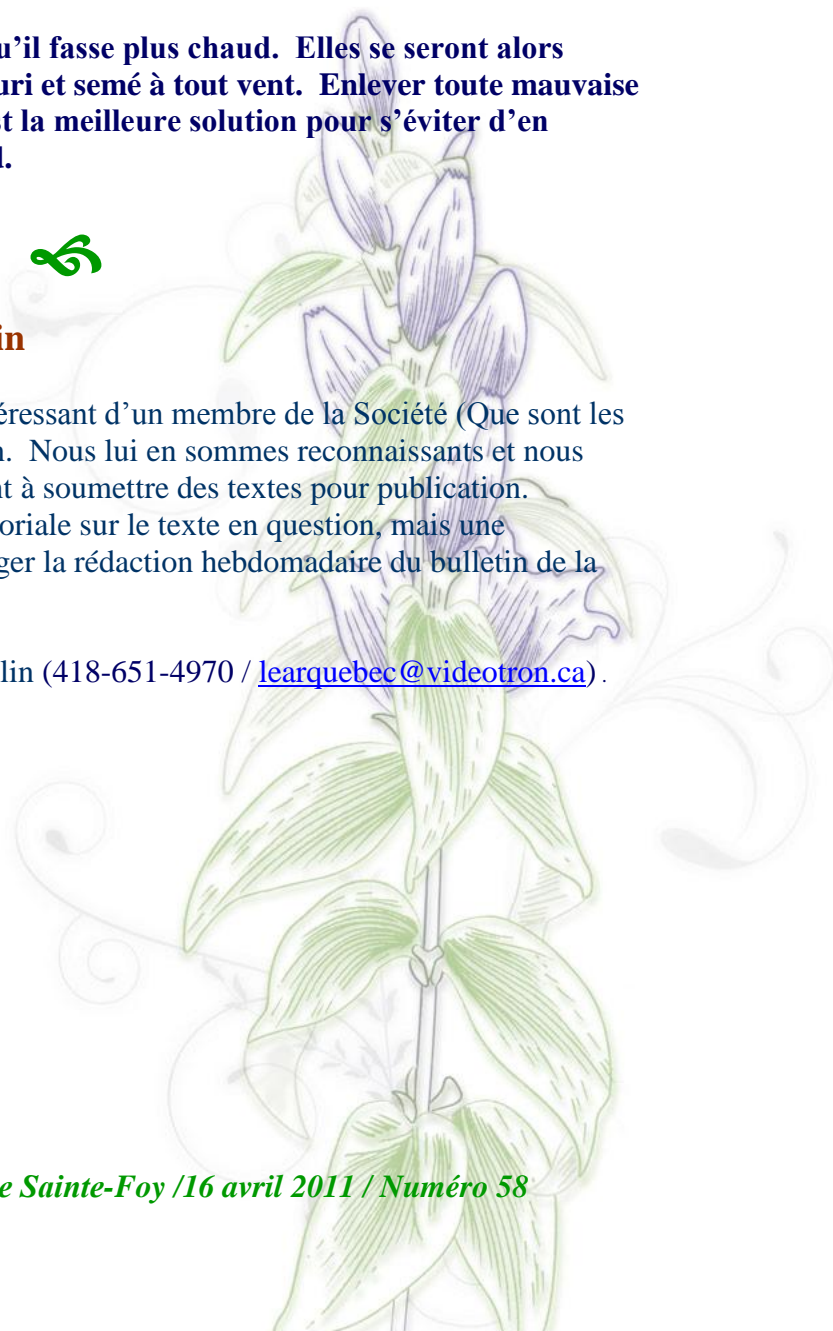 u’il fasse plus chaud.  Elles se seront alors
uri et semé à tout vent.  Enlever toute mauvaise
st la meilleure solution pour s’éviter d’en
l.
in
éressant d’un membre de la Société (Que sont les
n.  Nous lui en sommes reconnaissants et nous
nt à soumettre des textes pour publication.
oriale sur le texte en question, mais une
ger la rédaction hebdomadaire du bulletin de la
lin (418-651-4970 / learquebec@videotron.ca) .
e Sainte-Foy /16 avril 2011 / Numéro 58